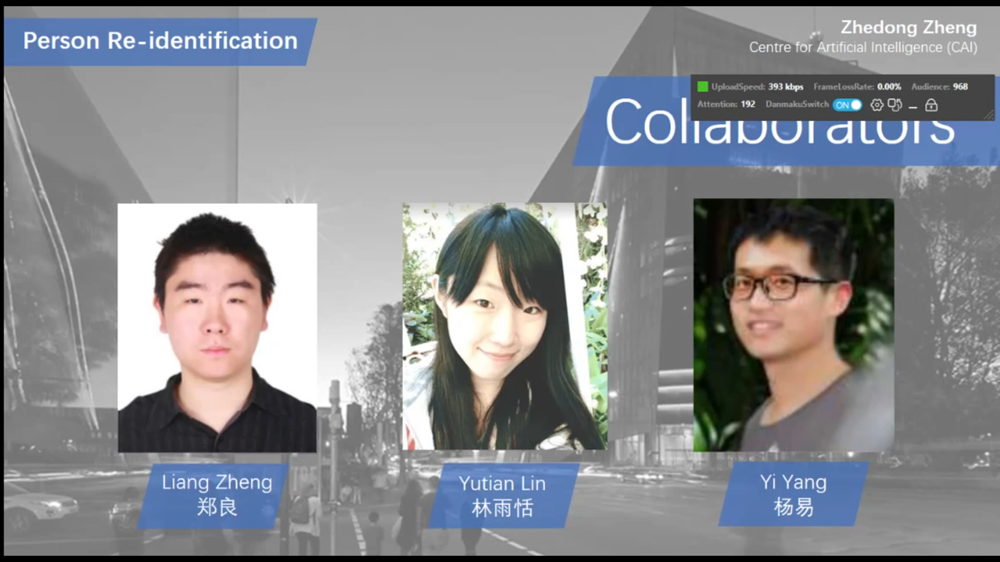 Person Re-identification
Zhedong Zheng
Centre for Artificial Intelligence (CAI)
UploadSpeed: 393 kbps FrameLossRate: 0.00% Audience: 968
Attention: 192 DanmakuSwitch ON
Collaborators
Liang Zheng
郑良
Yutian Lin
林雨恬
Yi Yang
杨易